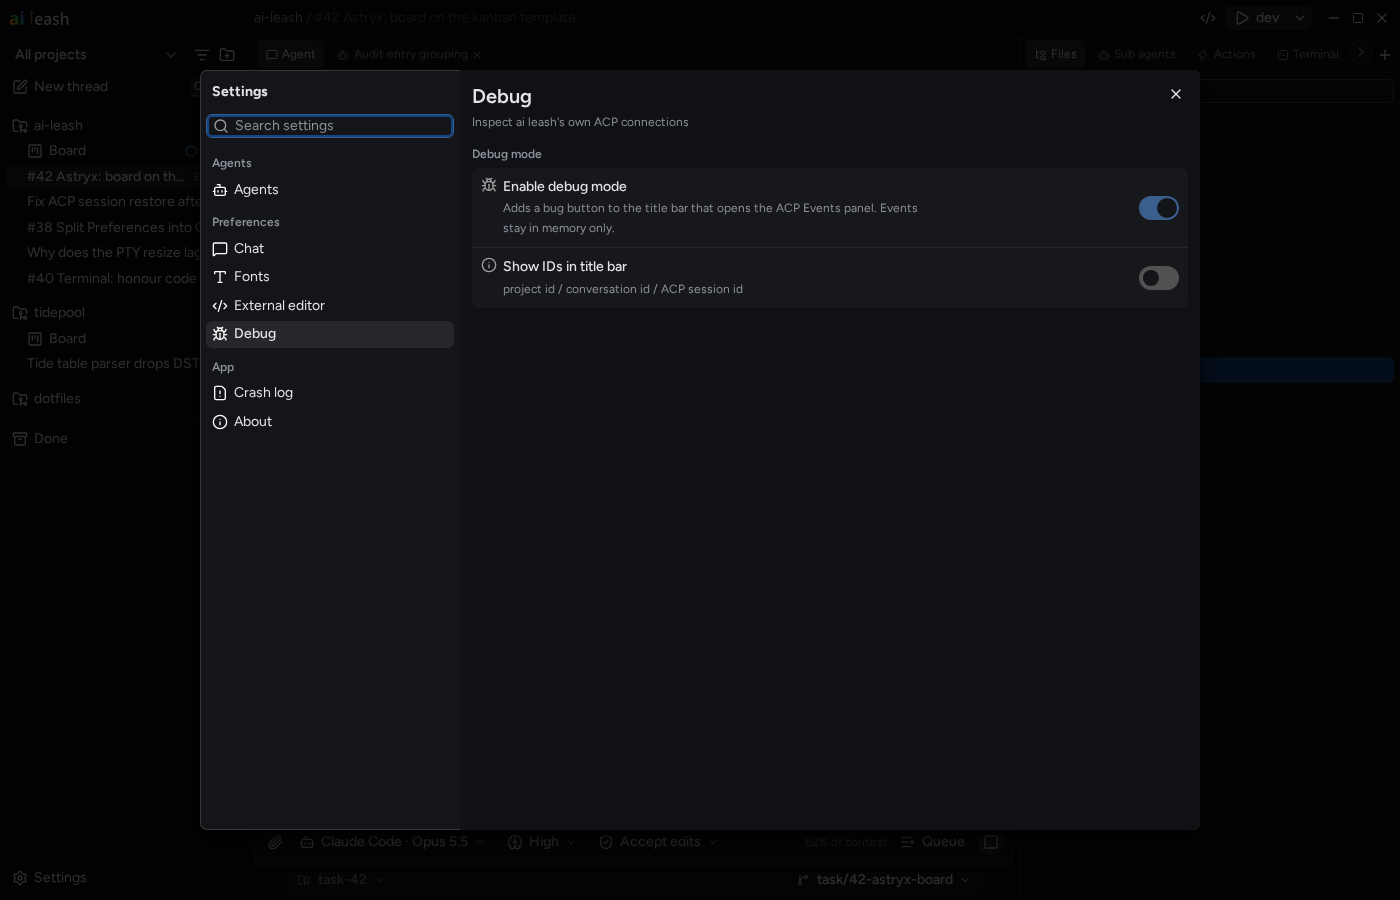 ai leash
ai-leash / #42 Astryx: board on the kanban template
dev
All projects
Agent
Audit entry grouping
Files
Sub agents
Actions
Terminal
New thread
ai-leash
Board
#42 Astryx: board on th...
Fix ACP session restore afte
#38 Split Preferences into
Why does the PTY resize lag
#40 Terminal: honour code
tidepool
Board
Tide table parser drops DST
dotfiles
Done
Settings
Settings
Search settings
Agents
Agents
Preferences
Chat
Fonts
External editor
Debug
App
Crash log
About
Debug
Inspect ai leash's own ACP connections
Debug mode
Enable debug mode
Adds a bug button to the title bar that opens the ACP Events panel. Events
stay in memory only.
Show IDs in title bar
project id / conversation id / ACP session id
Claude Code · Opus 5.5
High
Accept edits
62% of context
Queue
task-42
task/42-astryx-board